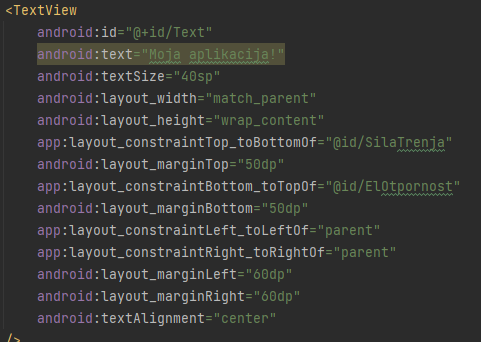 <TextView
android:id="@+id/Text"
android:text="Moja aplikacija!"
android:textSize="40sp"
android:layout_width="match_parent"
android:layout_height="wrap_content"
app:layout_constraintTop_toBottomOf="@id/SilaTrenja"
android:layout_marginTop="50dp"
app:layout_constraintBottom_toTopOf="@id/ElOtpornost"
android:layout_marginBottom="50dp"
app:layout_constraintLeft_toLeftOf="parent"
app:layout_constraintRight_toRightOf="parent"
android:layout_marginLeft="60dp"
android:layout_marginRight="60dp"
android:textAlignment="center"
/>